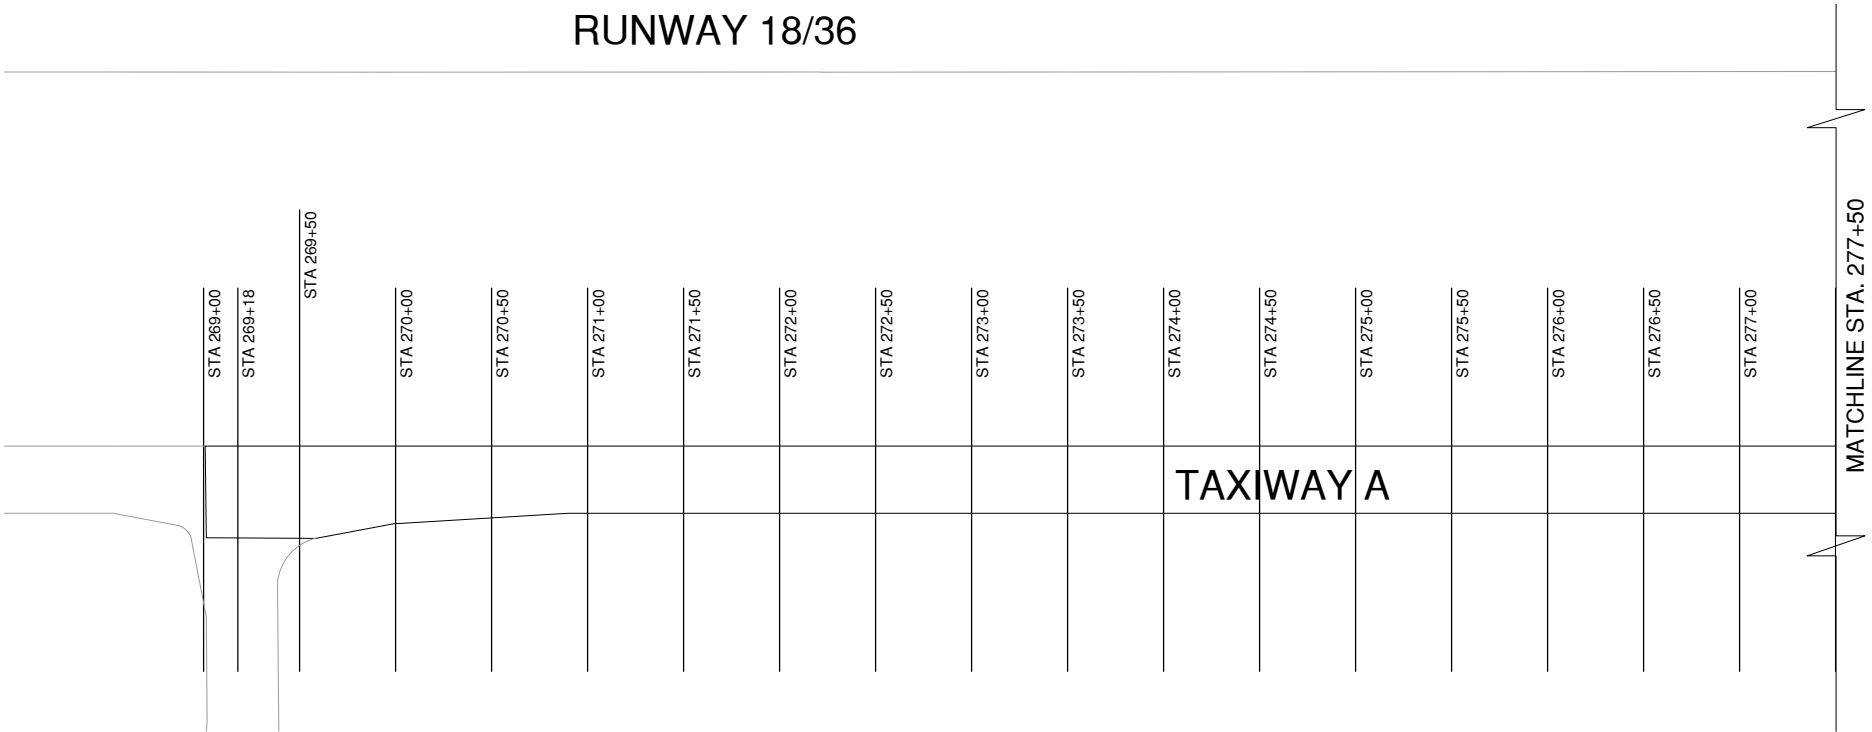 RUNWAY 18/36
STA 269+00
STA 269+18
STA 269+50
STA 270+00
STA 270+50
STA 271+00
STA 271+50
STA 272+00
STA 272+50
STA 273+00
STA 273+50
STA 274+00
STA 274+50
STA 275+00
STA 275+50
STA 276+00
STA 276+50
STA 277+00
MATCHLINE STA. 277+50
TAXIWAY A